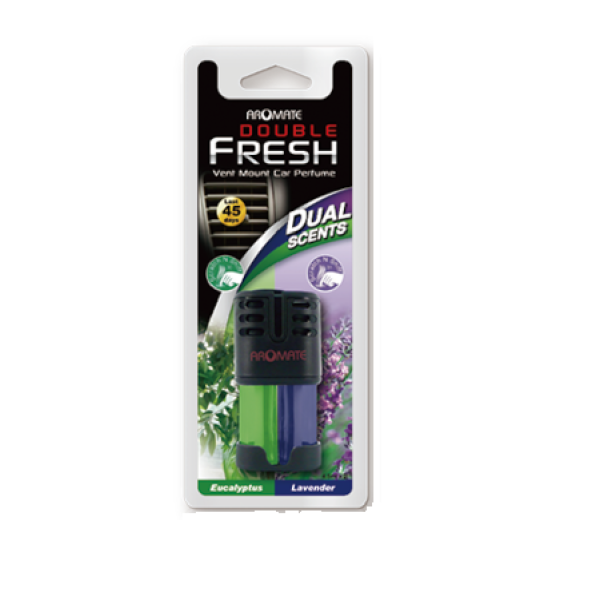 AROMATE
DOUBLE
FRESH
Vent Mount Car Perfume
Last
45
days
DUAL
SCENTS
AROMATE
Eucalyptus
Lavender